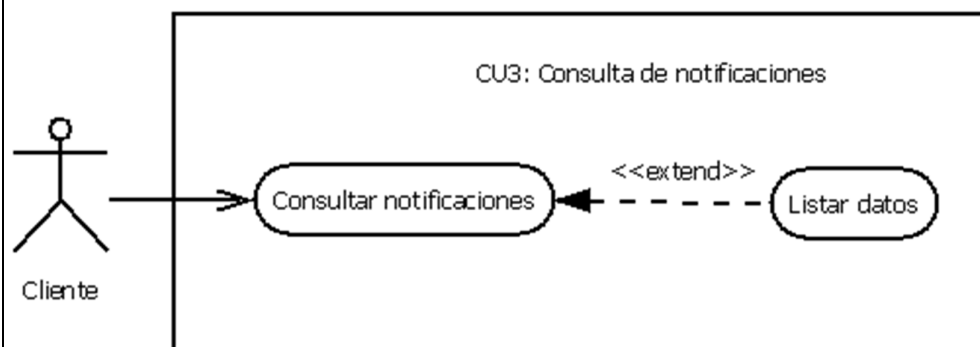 CU3: Consulta de notificaciones
<<extend>>
Consultar notificaciones
Listar datos
Cliente